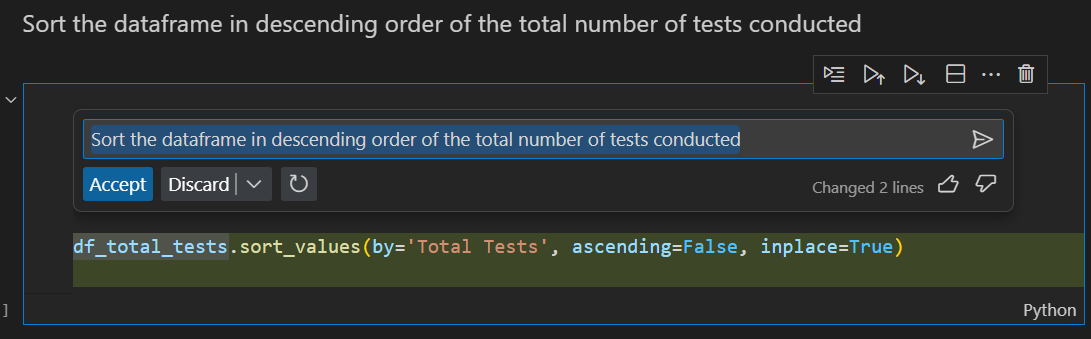 Sort the dataframe in descending order of the total number of tests conducted
Sort the dataframe in descending order of the total number of tests conducted
Accept Discard Changed 2 lines
df_total_tests.sort_values(by='Total Tests', ascending=False, inplace=True)
] Python